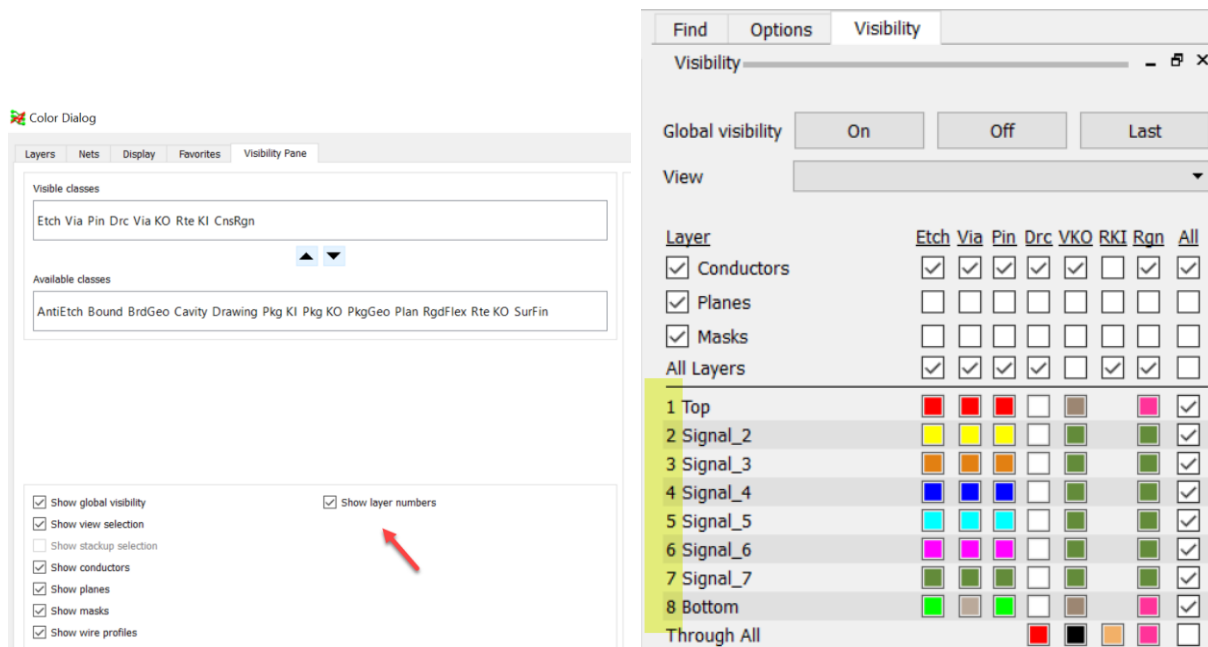 Color Dialog
Layers Nets Display Favorites Visibility Pane
Visible classes
Etch Via Pin Drc Via KO Rte KI CnsRgn
Available classes
AntiEtch Bound BrdGeo Cavity Drawing Pkg KI Pkg KO PkgGeo Plan RgdFlex Rte KO SurFin
Show global visibility Show layer numbers
Show view selection
Show stackup selection
Show conductors
Show planes
Show masks
Show wire profiles
Find Options Visibility
Visibility
Global visibility On Off Last
View
Layer Etch Via Pin Drc VKO RKI Rgn All
Conductors
Planes
Masks
All Layers
1 Top
2 Signal_2
3 Signal_3
4 Signal_4
5 Signal_5
6 Signal_6
7 Signal_7
8 Bottom
Through All